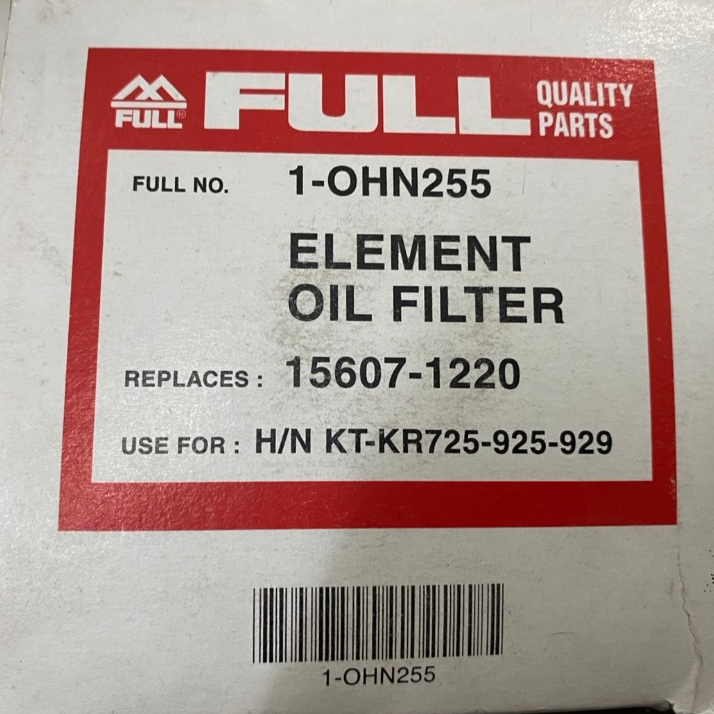 FULL®
FULL
QUALITY
PARTS
FULL NO. 1-OHN255
ELEMENT
OIL FILTER
REPLACES : 15607-1220
USE FOR : H/N KT-KR725-925-929
1-OHN255